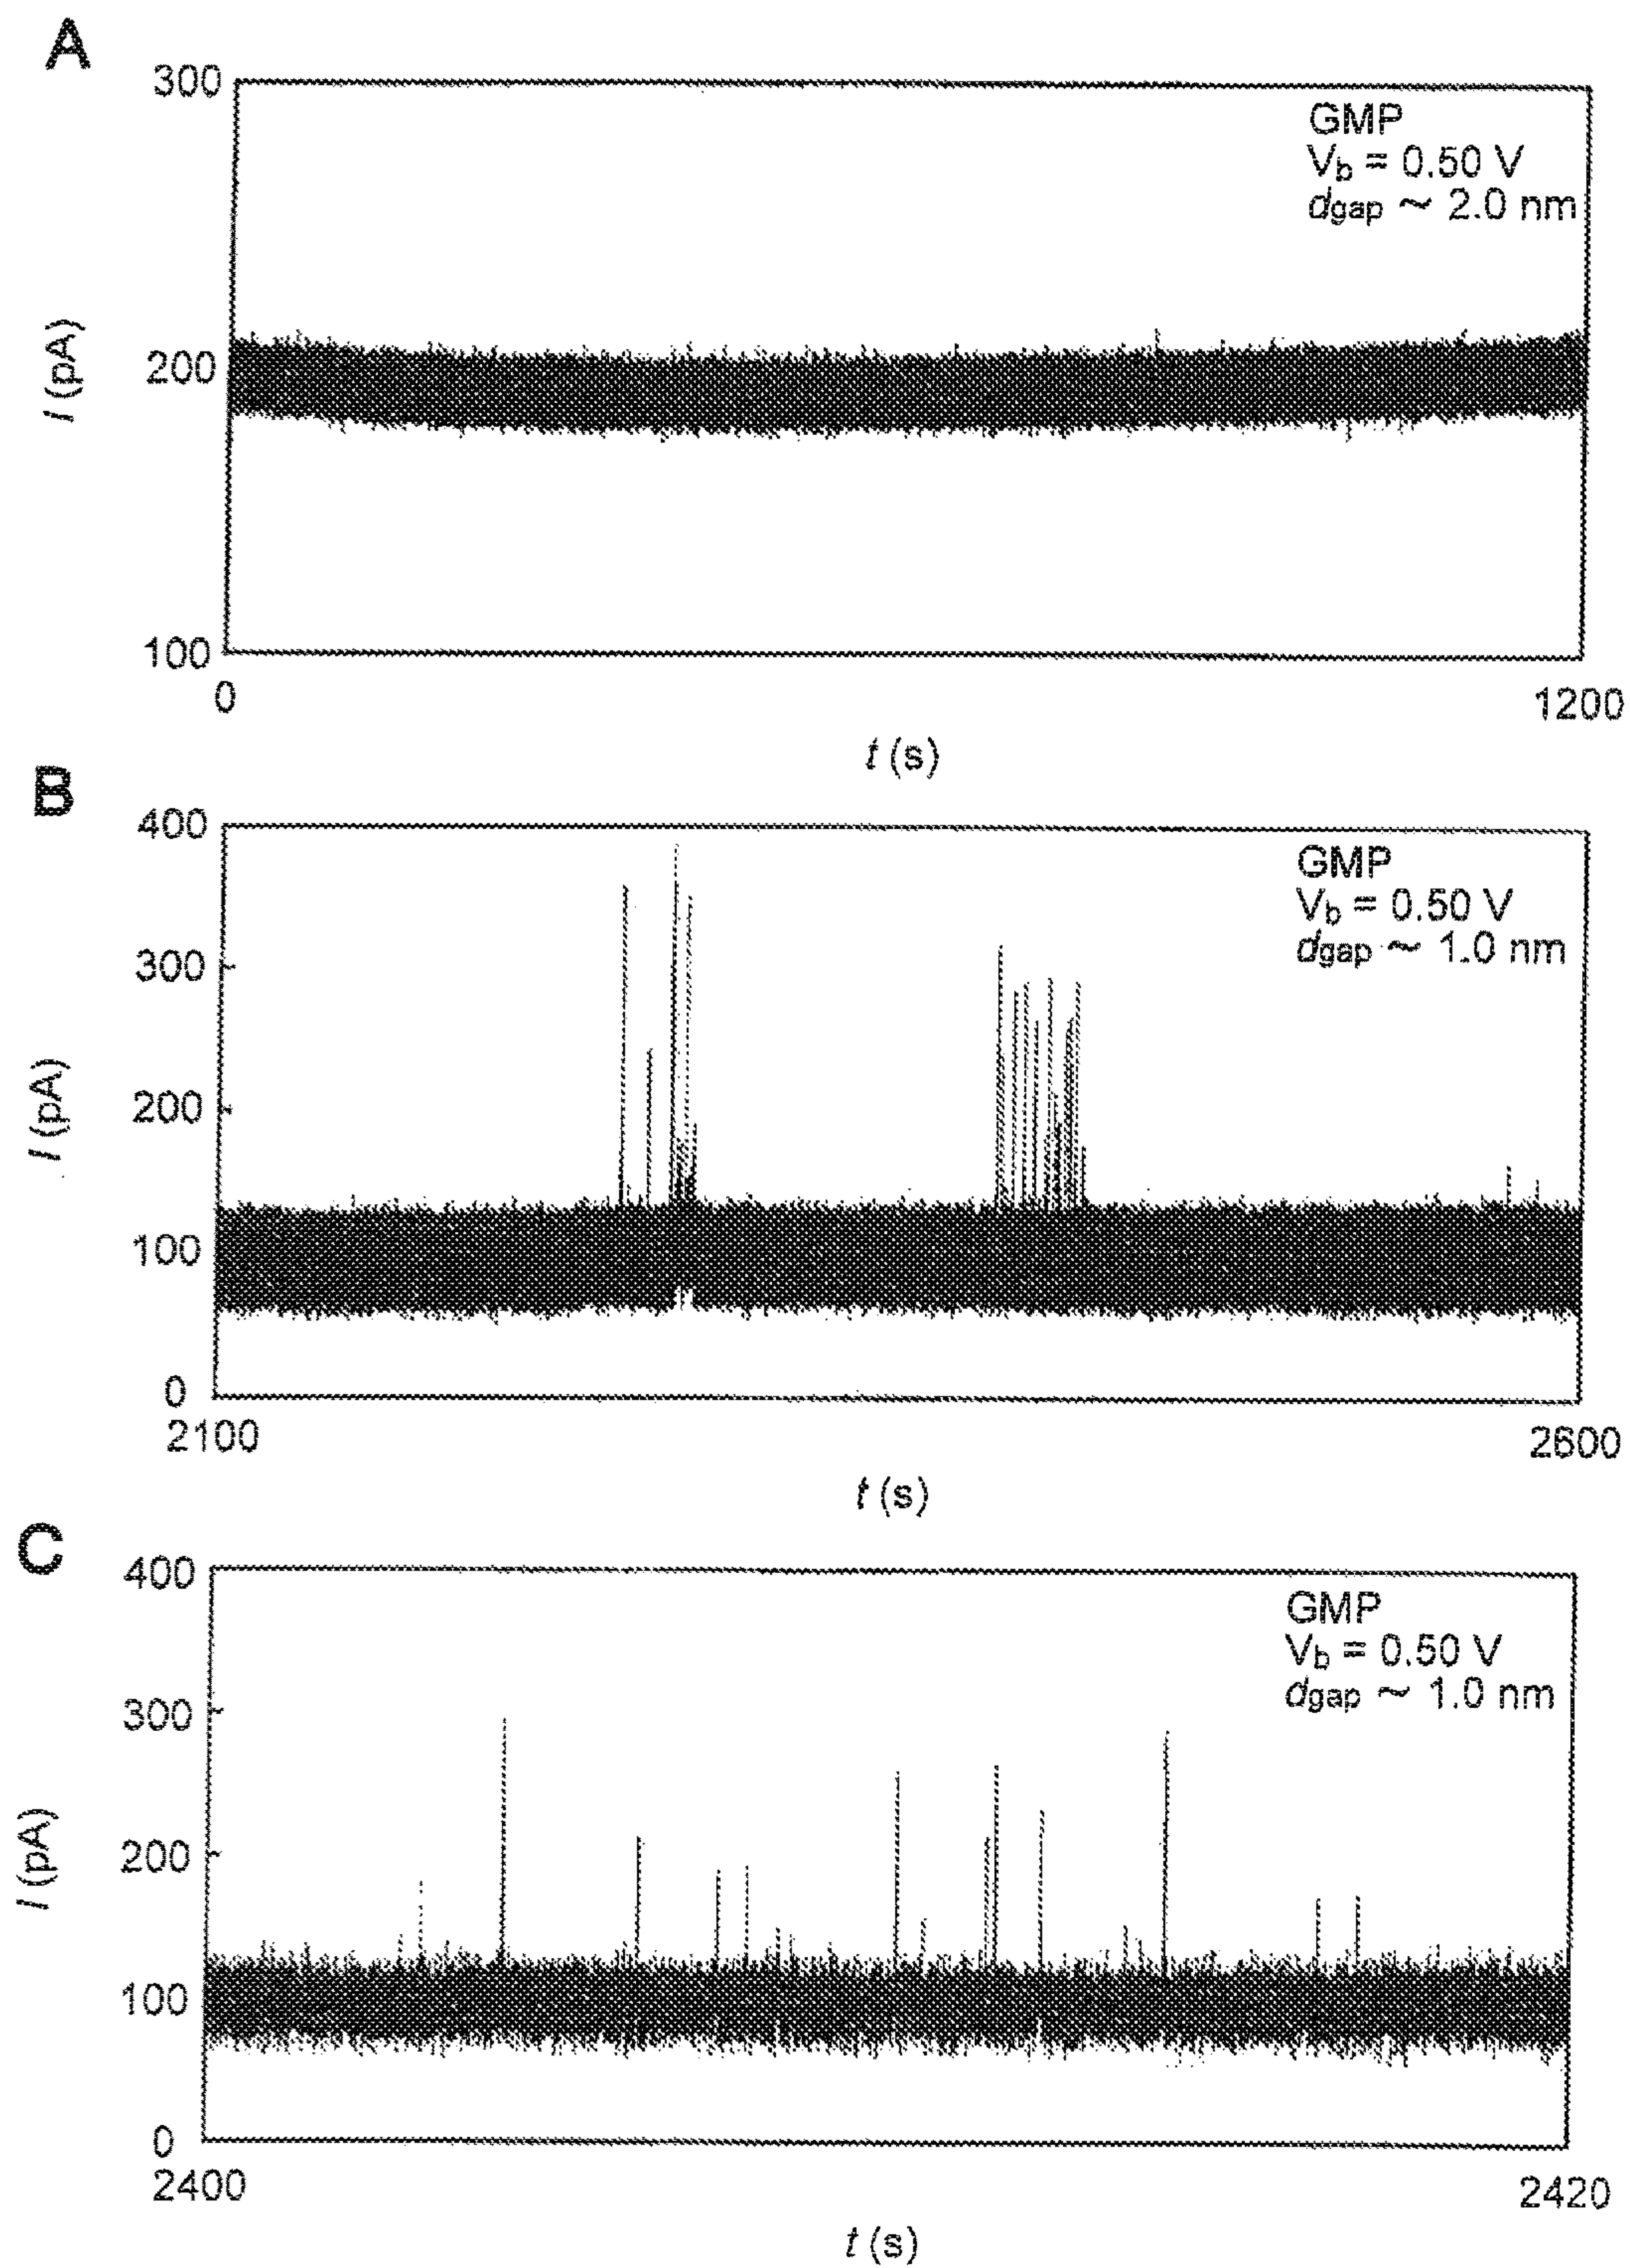 A
300
GMP
Vb = 0.50 V
dgap ~ 2.0 nm
200
I (pA)
100
0
1200
t (s)
B
400
GMP
Vb = 0.50 V
dgap ~ 1.0 nm
300
200
I (pA)
100
0
2100
2600
t (s)
C
400
GMP
Vb = 0.50 V
dgap ~ 1.0 nm
300
200
I (pA)
100
0
2400
2420
t (s)